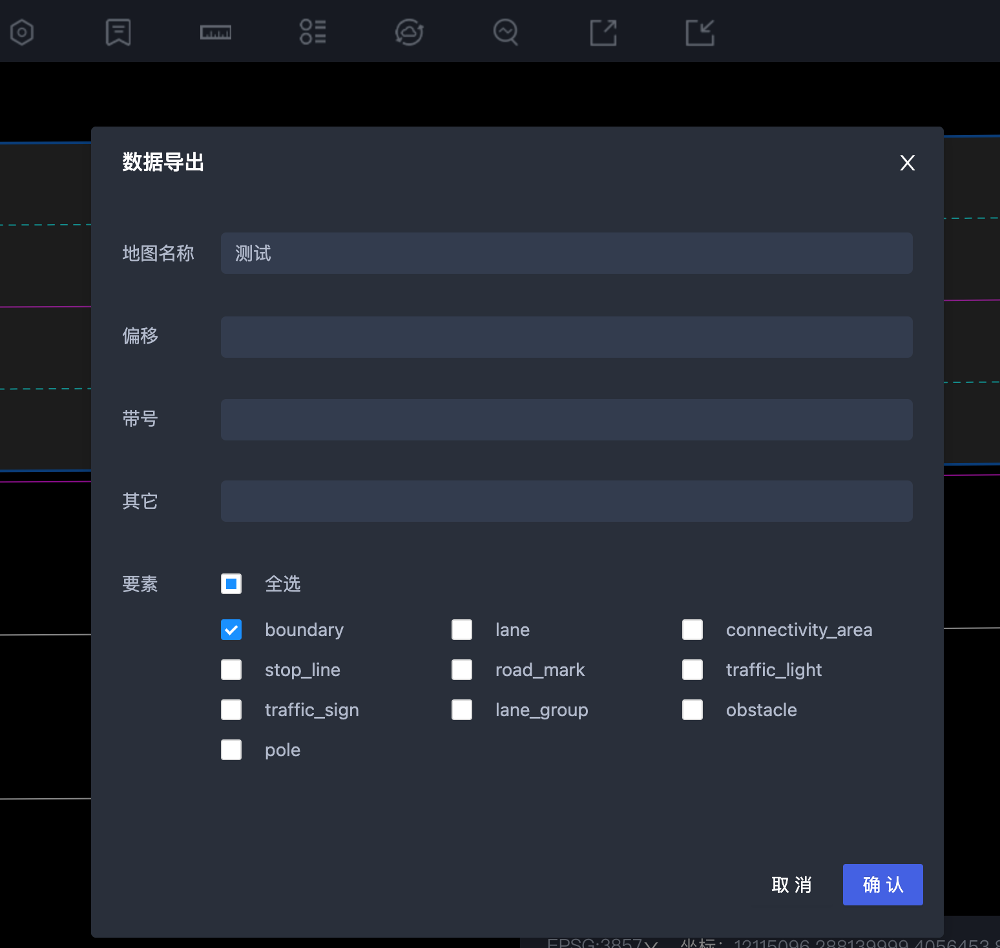 数据导出
X
地图名称 测试
偏移
带号
其它
要素 全选
boundary lane connectivity_area
stop_line road_mark traffic_light
traffic_sign lane_group obstacle
pole
取消 确认
EPSG:3857 坐标: 12115096.288139999,4056453.8